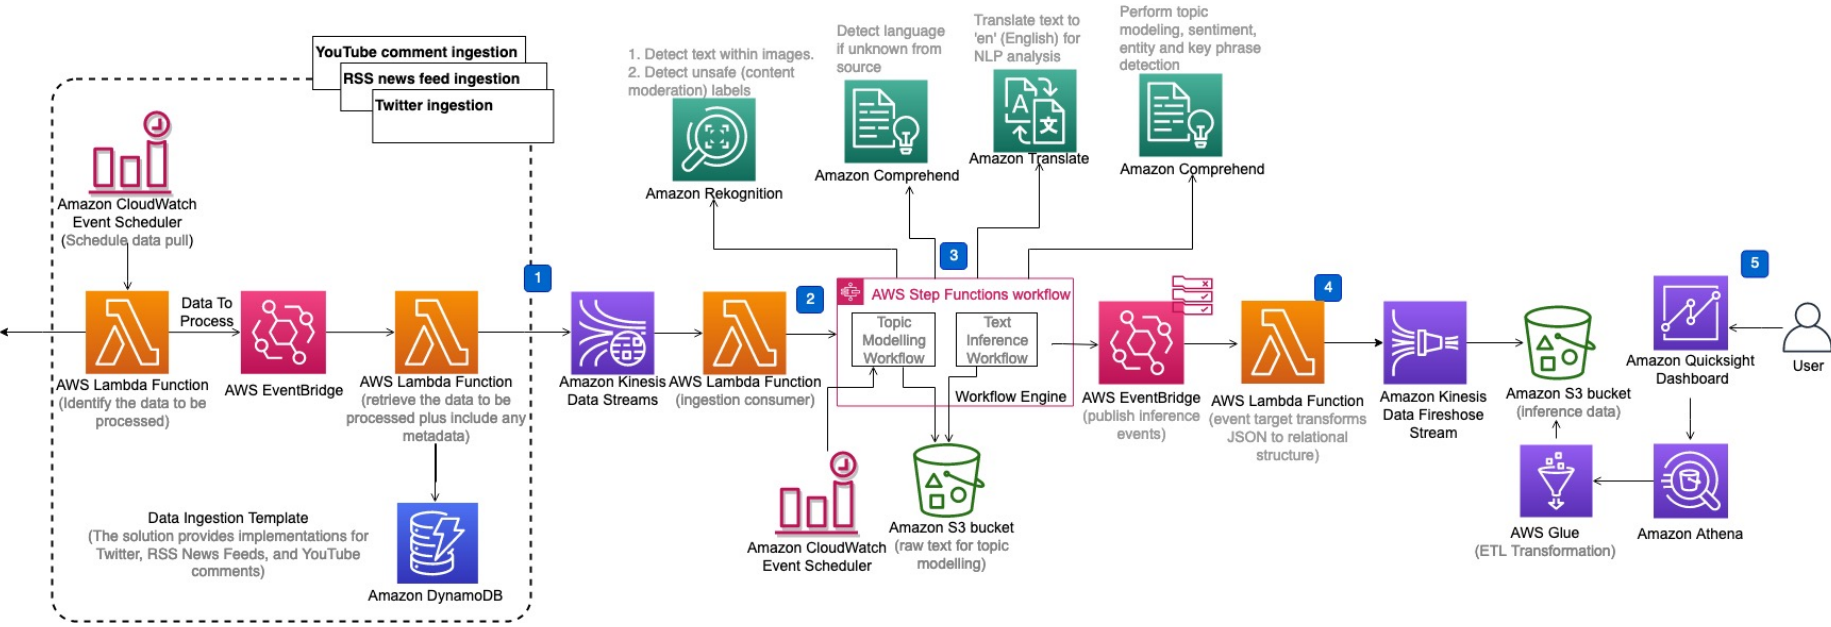 YouTube comment ingestion
RSS news feed ingestion
Twitter ingestion
Amazon CloudWatch
Event Scheduler
(Schedule data pull)
Data To
Process
AWS Lambda Function
(Identify the data to be
processed)
AWS EventBridge
AWS Lambda Function
(retrieve the data to be
processed plus include any
metadata)
Data Ingestion Template
(The solution provides implementations for
Twitter, RSS News Feeds, and YouTube
comments)
Amazon DynamoDB
1
Amazon Kinesis
Data Streams
AWS Lambda Function
(ingestion consumer)
2
1. Detect text within images.
2. Detect unsafe (content
moderation) labels
Amazon Rekognition
Detect language
if unknown from
source
Amazon Comprehend
Translate text to
'en' (English) for
NLP analysis
A
文
Amazon Translate
Perform topic
modeling, sentiment,
entity and key phrase
detection
Amazon Comprehend
3
AWS Step Functions workflow
Topic
Modelling
Workflow
Text
Inference
Workflow
Workflow Engine
Amazon CloudWatch
Event Scheduler
Amazon S3 bucket
(raw text for topic
modelling)
AWS EventBridge
(publish inference
events)
4
AWS Lambda Function
(event target transforms
JSON to relational
structure)
Amazon Kinesis
Data Fireshose
Stream
Amazon S3 bucket
(inference data)
AWS Glue
(ETL Transformation)
5
Amazon Quicksight
Dashboard
Amazon Athena
User